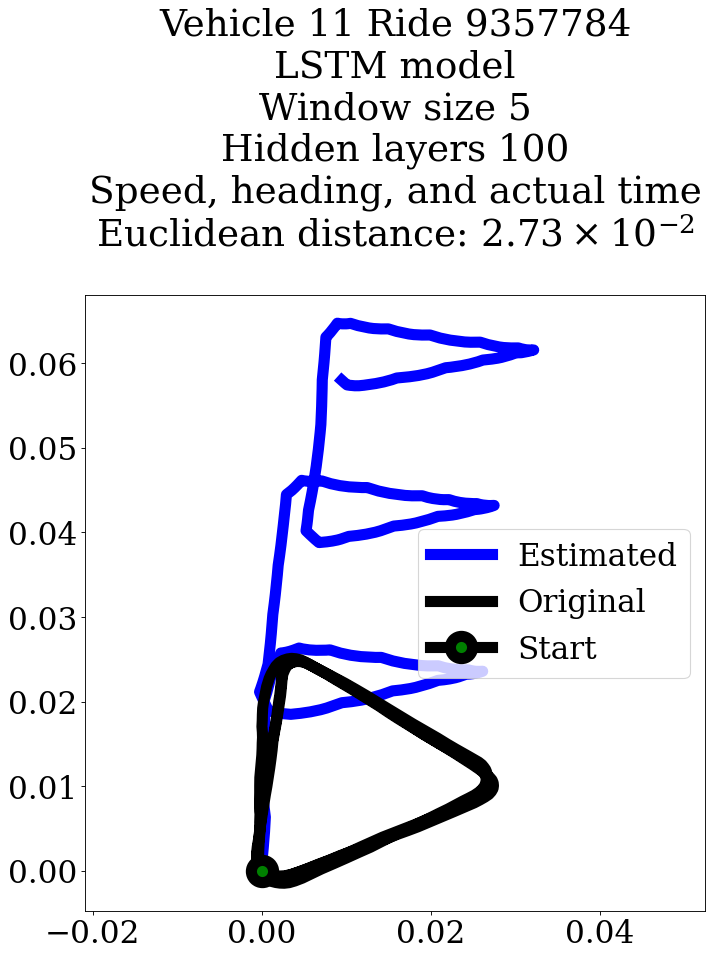 Vehicle 11 Ride 9357784
LSTM model
Window size 5
Hidden layers 100
Speed, heading, and actual time
Euclidean distance: 2.73 × 10⁻²
0.06
0.05
0.04
0.03
0.02
0.01
0.00
Estimated
Original
Start
−0.02 0.00 0.02 0.04